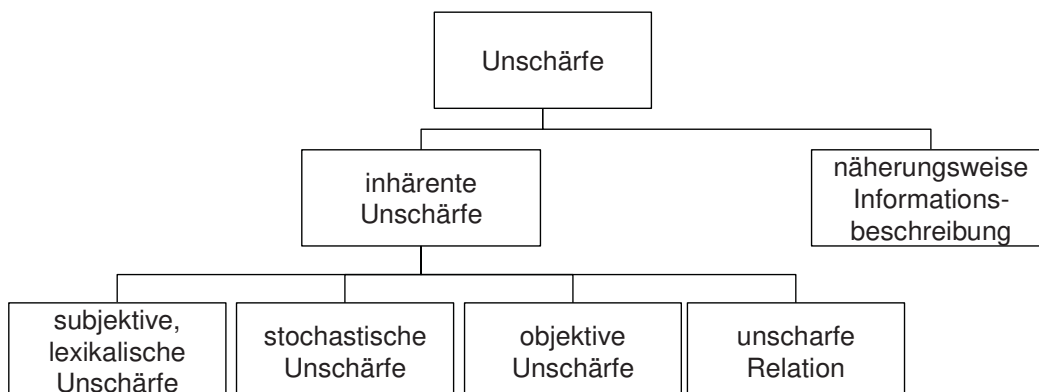 Unschärfe
inhärente
Unschärfe
näherungsweise
Informations-
beschreibung
subjektive,
lexikalische
Unschärfe
stochastische
Unschärfe
objektive
Unschärfe
unscharfe
Relation